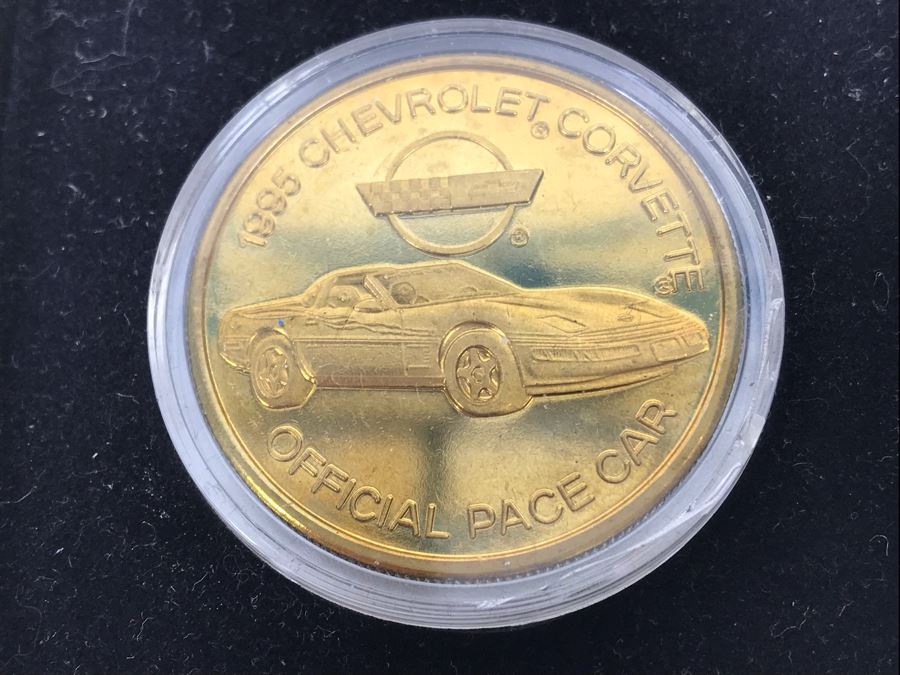 1995 CHEVROLET® CORVETTE®
®
OFFICIAL PACE CAR